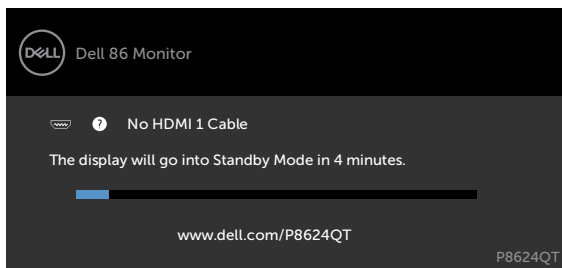 DELL
Dell 86 Monitor
? No HDMI 1 Cable
The display will go into Standby Mode in 4 minutes.
www.dell.com/P8624QT
P8624QT